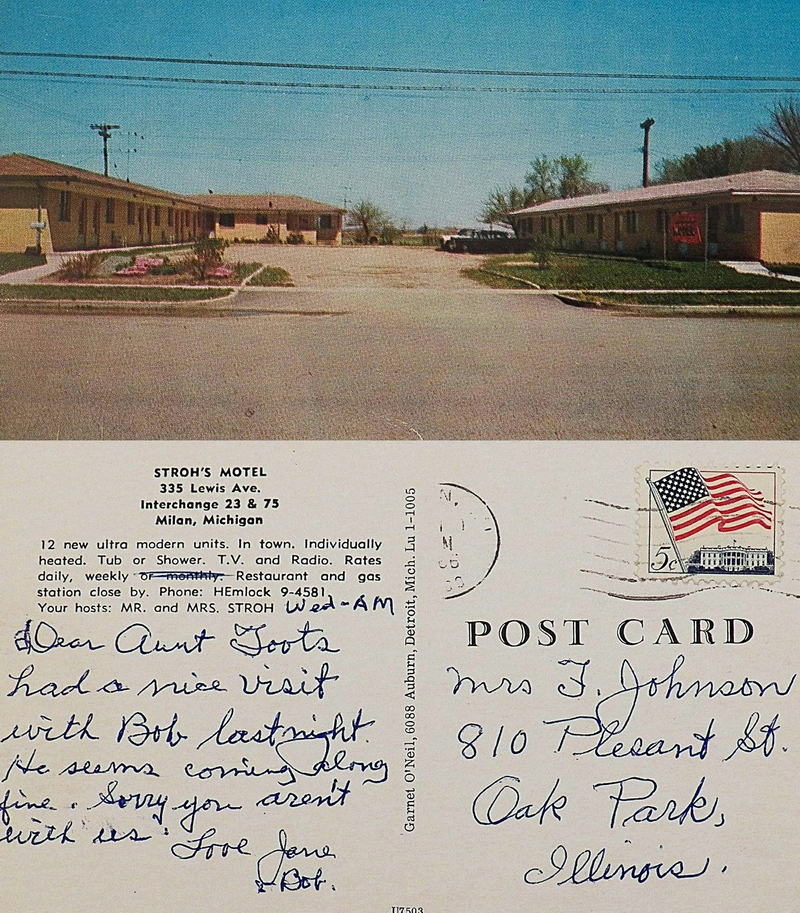 STROH'S MOTEL
335 Lewis Ave.
Interchange 23 & 75
Milan, Michigan
12 new ultra modern units. In town. Individually
heated. Tub or Shower. T.V. and Radio. Rates
daily, weekly or monthly. Restaurant and gas
station close by. Phone: HEmlock 9-4581
Your hosts: MR. and MRS. STROH
Wed-AM
Dear Aunt Toots
had a nice visit
with Bob last night.
He seems coming along
fine. Sorry you aren't
with us.
Love Jane
& Bob.
Garnet O'Neil, 6088 Auburn, Detroit, Mich. Lu 1-1005
5c
POST CARD
Mrs F. Johnson
810 Plesant St.
Oak Park,
Illinois.
U7503